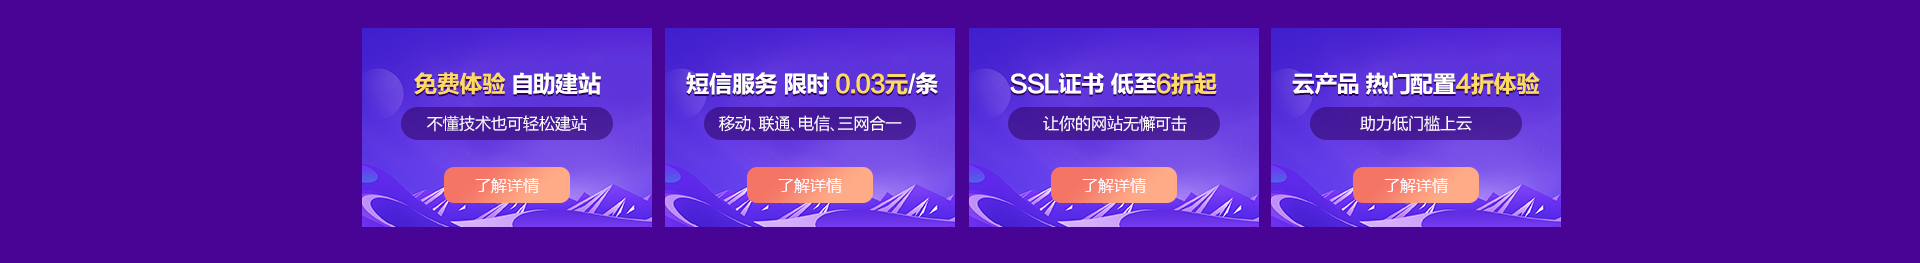 免费体验 自助建站
不懂技术也可轻松建站
了解详情
短信服务 限时 0.03元/条
移动、联通、电信、三网合一
了解详情
SSL证书 低至6折起
让你的网站无懈可击
了解详情
云产品 热门配置4折体验
助力低门槛上云
了解详情